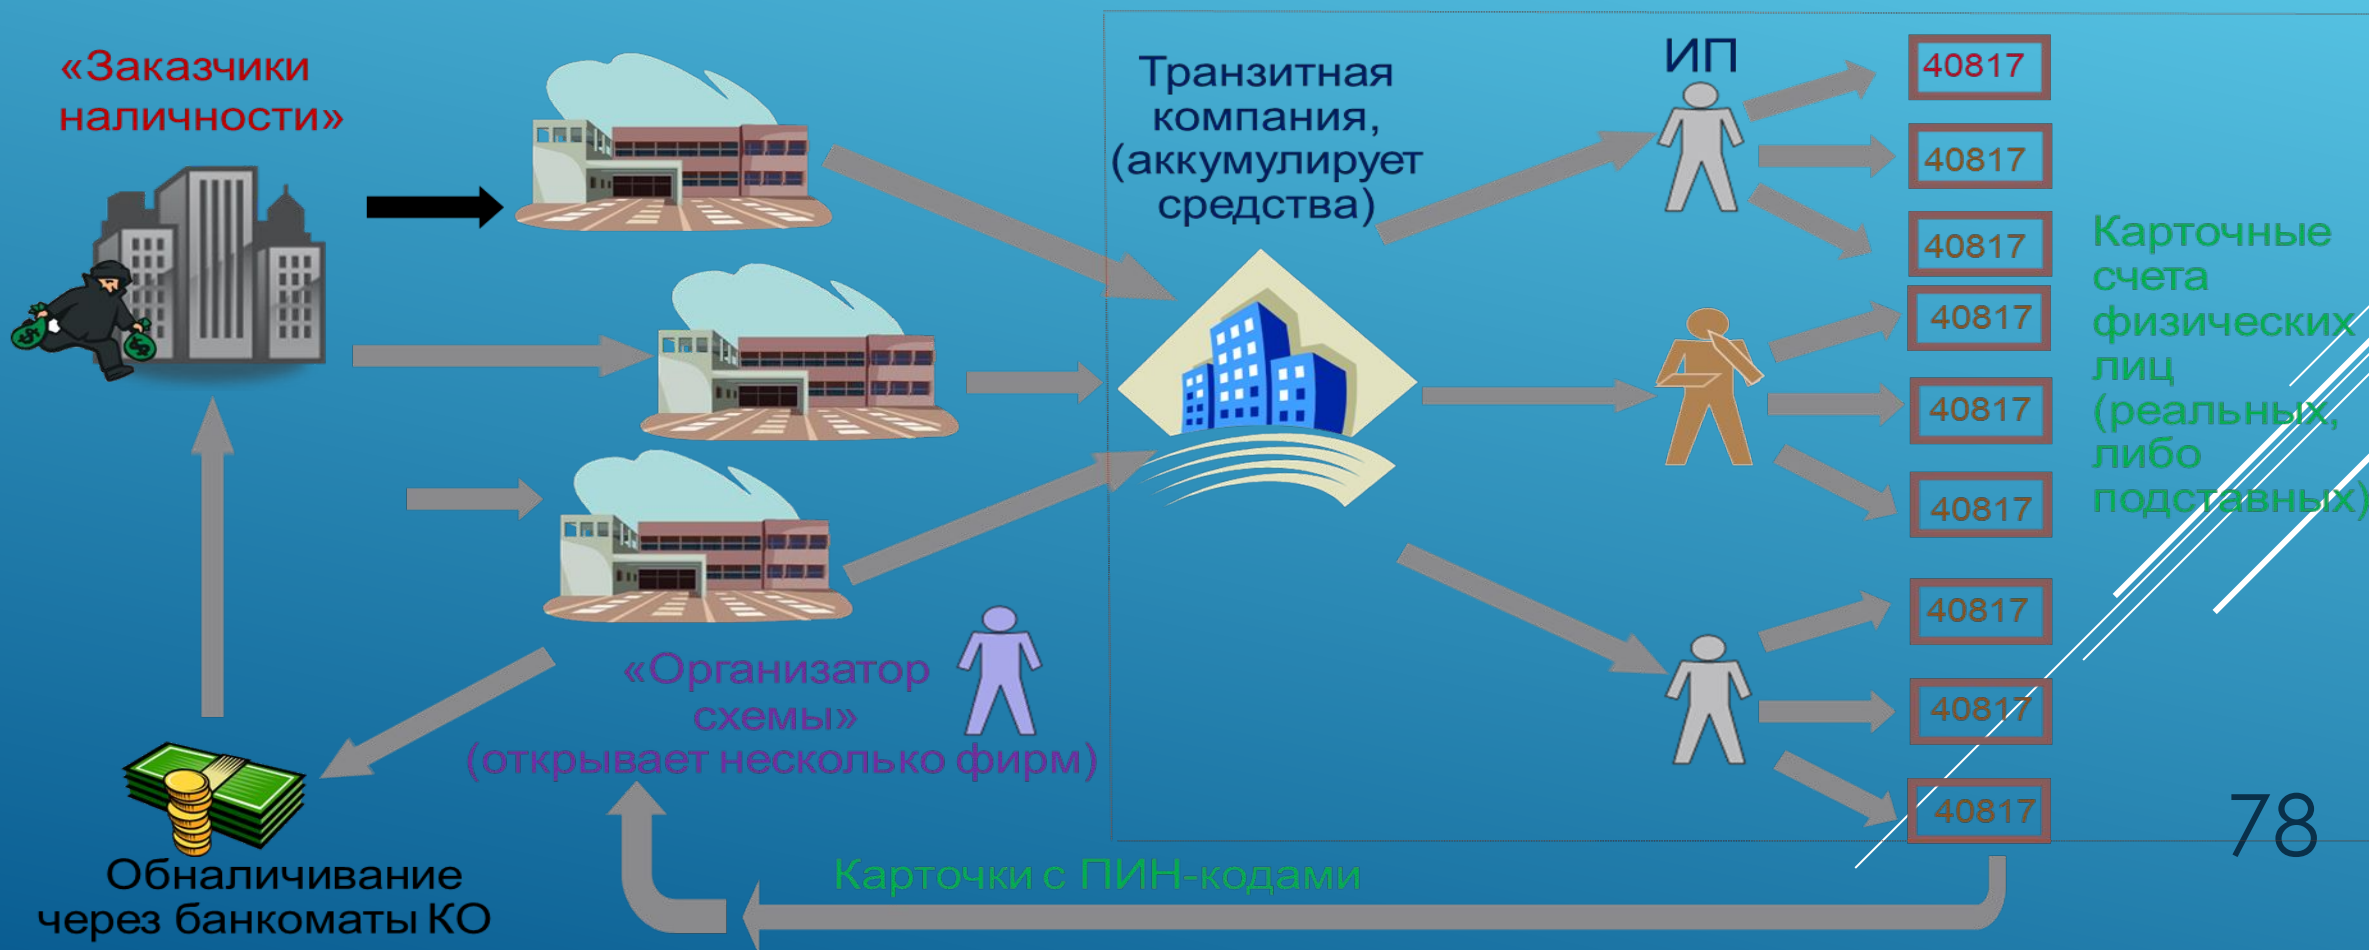 «Заказчики
наличности»
Транзитная
компания,
(аккумулирует
средства)
ИП
40817
40817
40817
40817
40817
40817
40817
40817
40817
Карточные
счета
физических
лиц
(реальных,
либо
подставных)
«Организатор
схемы»
(открывает несколько фирм)
Обналичивание
через банкоматы КО
Карточки с ПИН-кодами
78